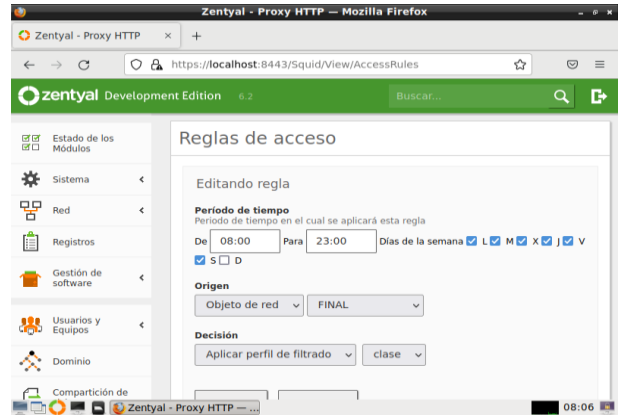 Zentyal - Proxy HTTP — Mozilla Firefox
Zentyal - Proxy HTTP
https://localhost:8443/Squid/View/AccessRules
zentyal Development Edition 6.2
Buscar...
Estado de los
Módulos
Sistema
Red
Registros
Gestión de
software
Usuarios y
Equipos
Dominio
Compartición de
Reglas de acceso
Editando regla
Período de tiempo
Periodo de tiempo en el cual se aplicará esta regla
De 08:00 Para 23:00 Días de la semana L M X J V
S D
Origen
Objeto de red FINAL
Decisión
Aplicar perfil de filtrado clase
Zentyal - Proxy HTTP — ...
08:06